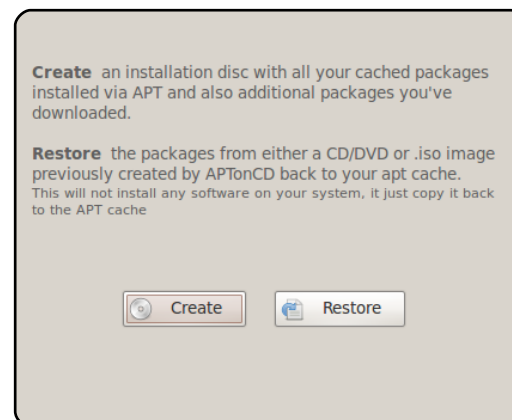 Create an installation disc with all your cached packages
installed via APT and also additional packages you've
downloaded.
Restore the packages from either a CD/DVD or .iso image
previously created by APTonCD back to your apt cache.
This will not install any software on your system, it just copy it back
to the APT cache
Create
Restore